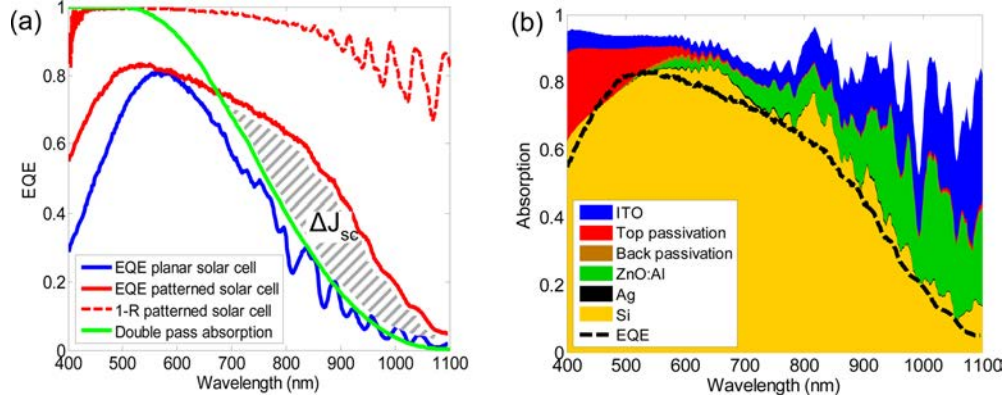 (a)
1
0.8
0.6
0.4
0.2
0
EQE
ΔJsc
EQE planar solar cell
EQE patterned solar cell
1-R patterned solar cell
Double pass absorption
400 500 600 700 800 900 1000 1100
Wavelength (nm)
(b)
1
0.8
0.6
0.4
0.2
0
Absorption
ITO
Top passivation
Back passivation
ZnO:Al
Ag
Si
EQE
400 500 600 700 800 900 1000 1100
Wavelength (nm)